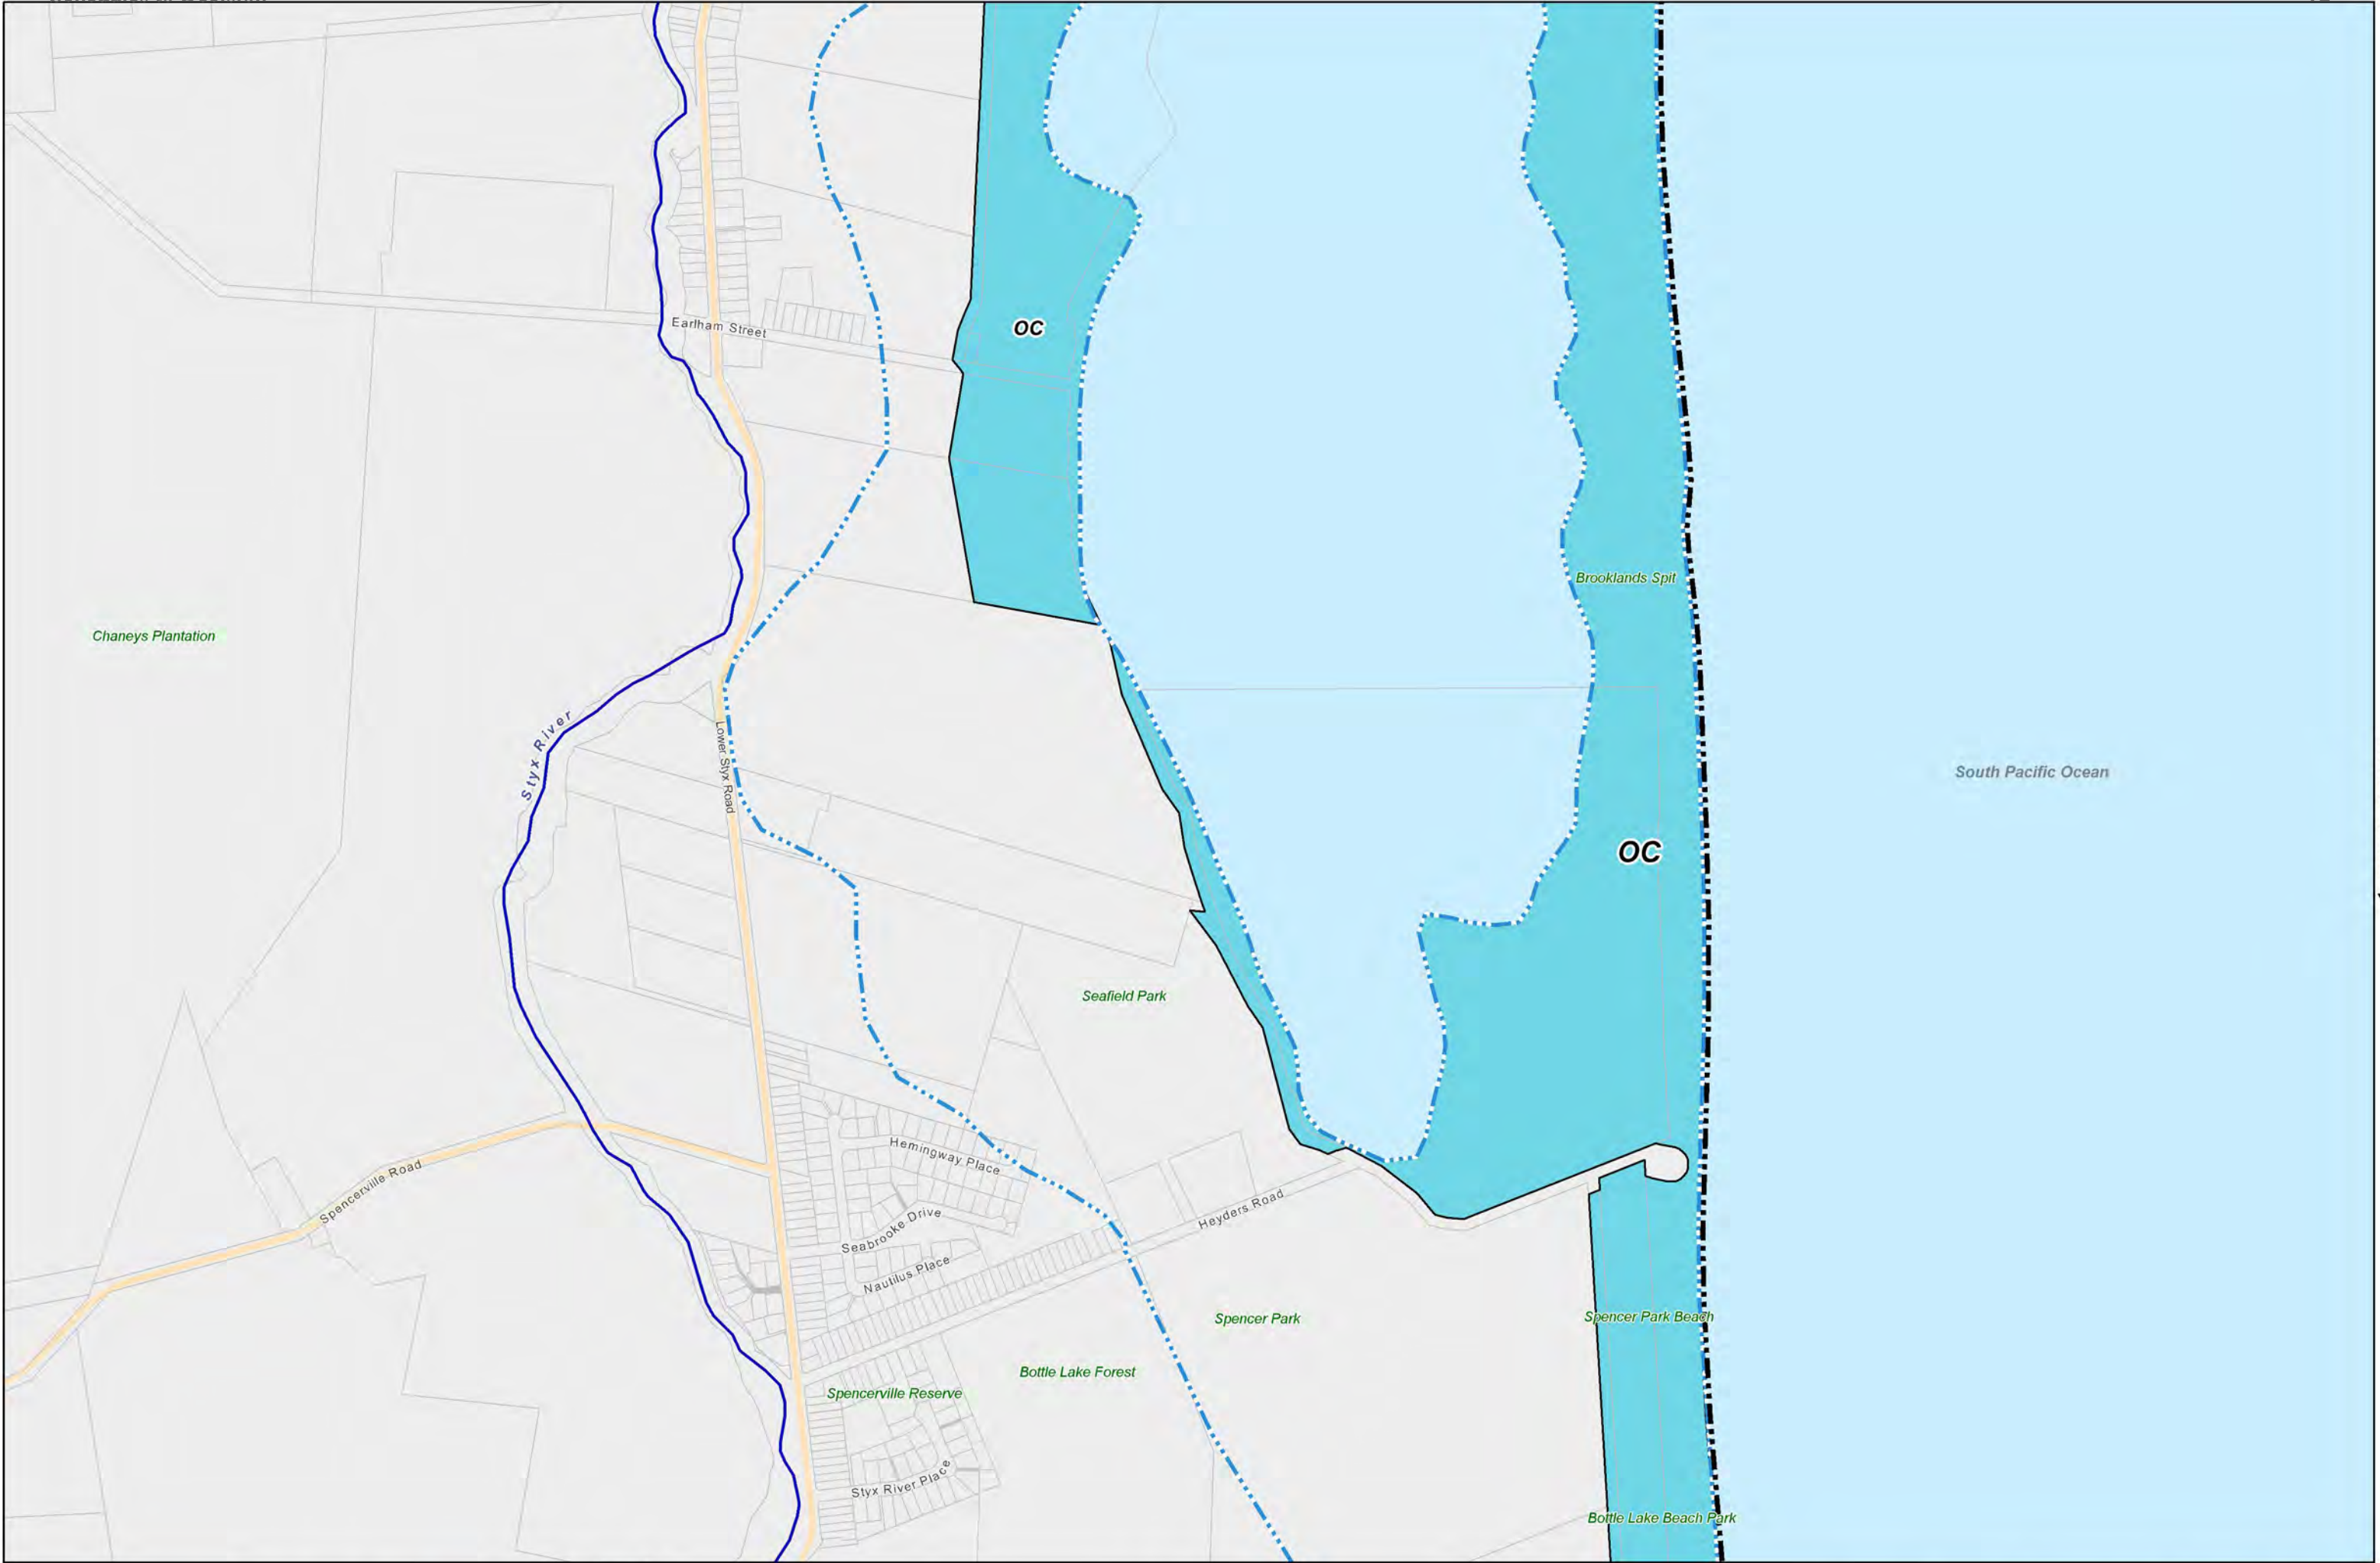 OC
Earlham Street
Brooklands Spit
Chaneys Plantation
Styx River
Lower Styx Road
South Pacific Ocean
OC
Seafield Park
Hemingway Place
Spencerville Road
Heyders Road
Seabrooke Drive
Nautilus Place
Spencer Park
Spencer Park Beach
Bottle Lake Forest
Spencerville Reserve
Styx River Place
Bottle Lake Beach Park